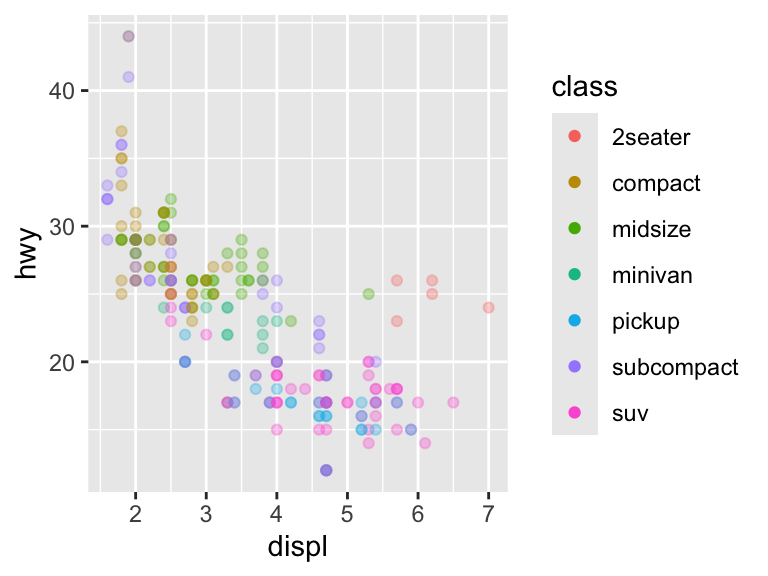 40
30
20
hwy
2 3 4 5 6 7
displ
class
2seater
compact
midsize
minivan
pickup
subcompact
suv